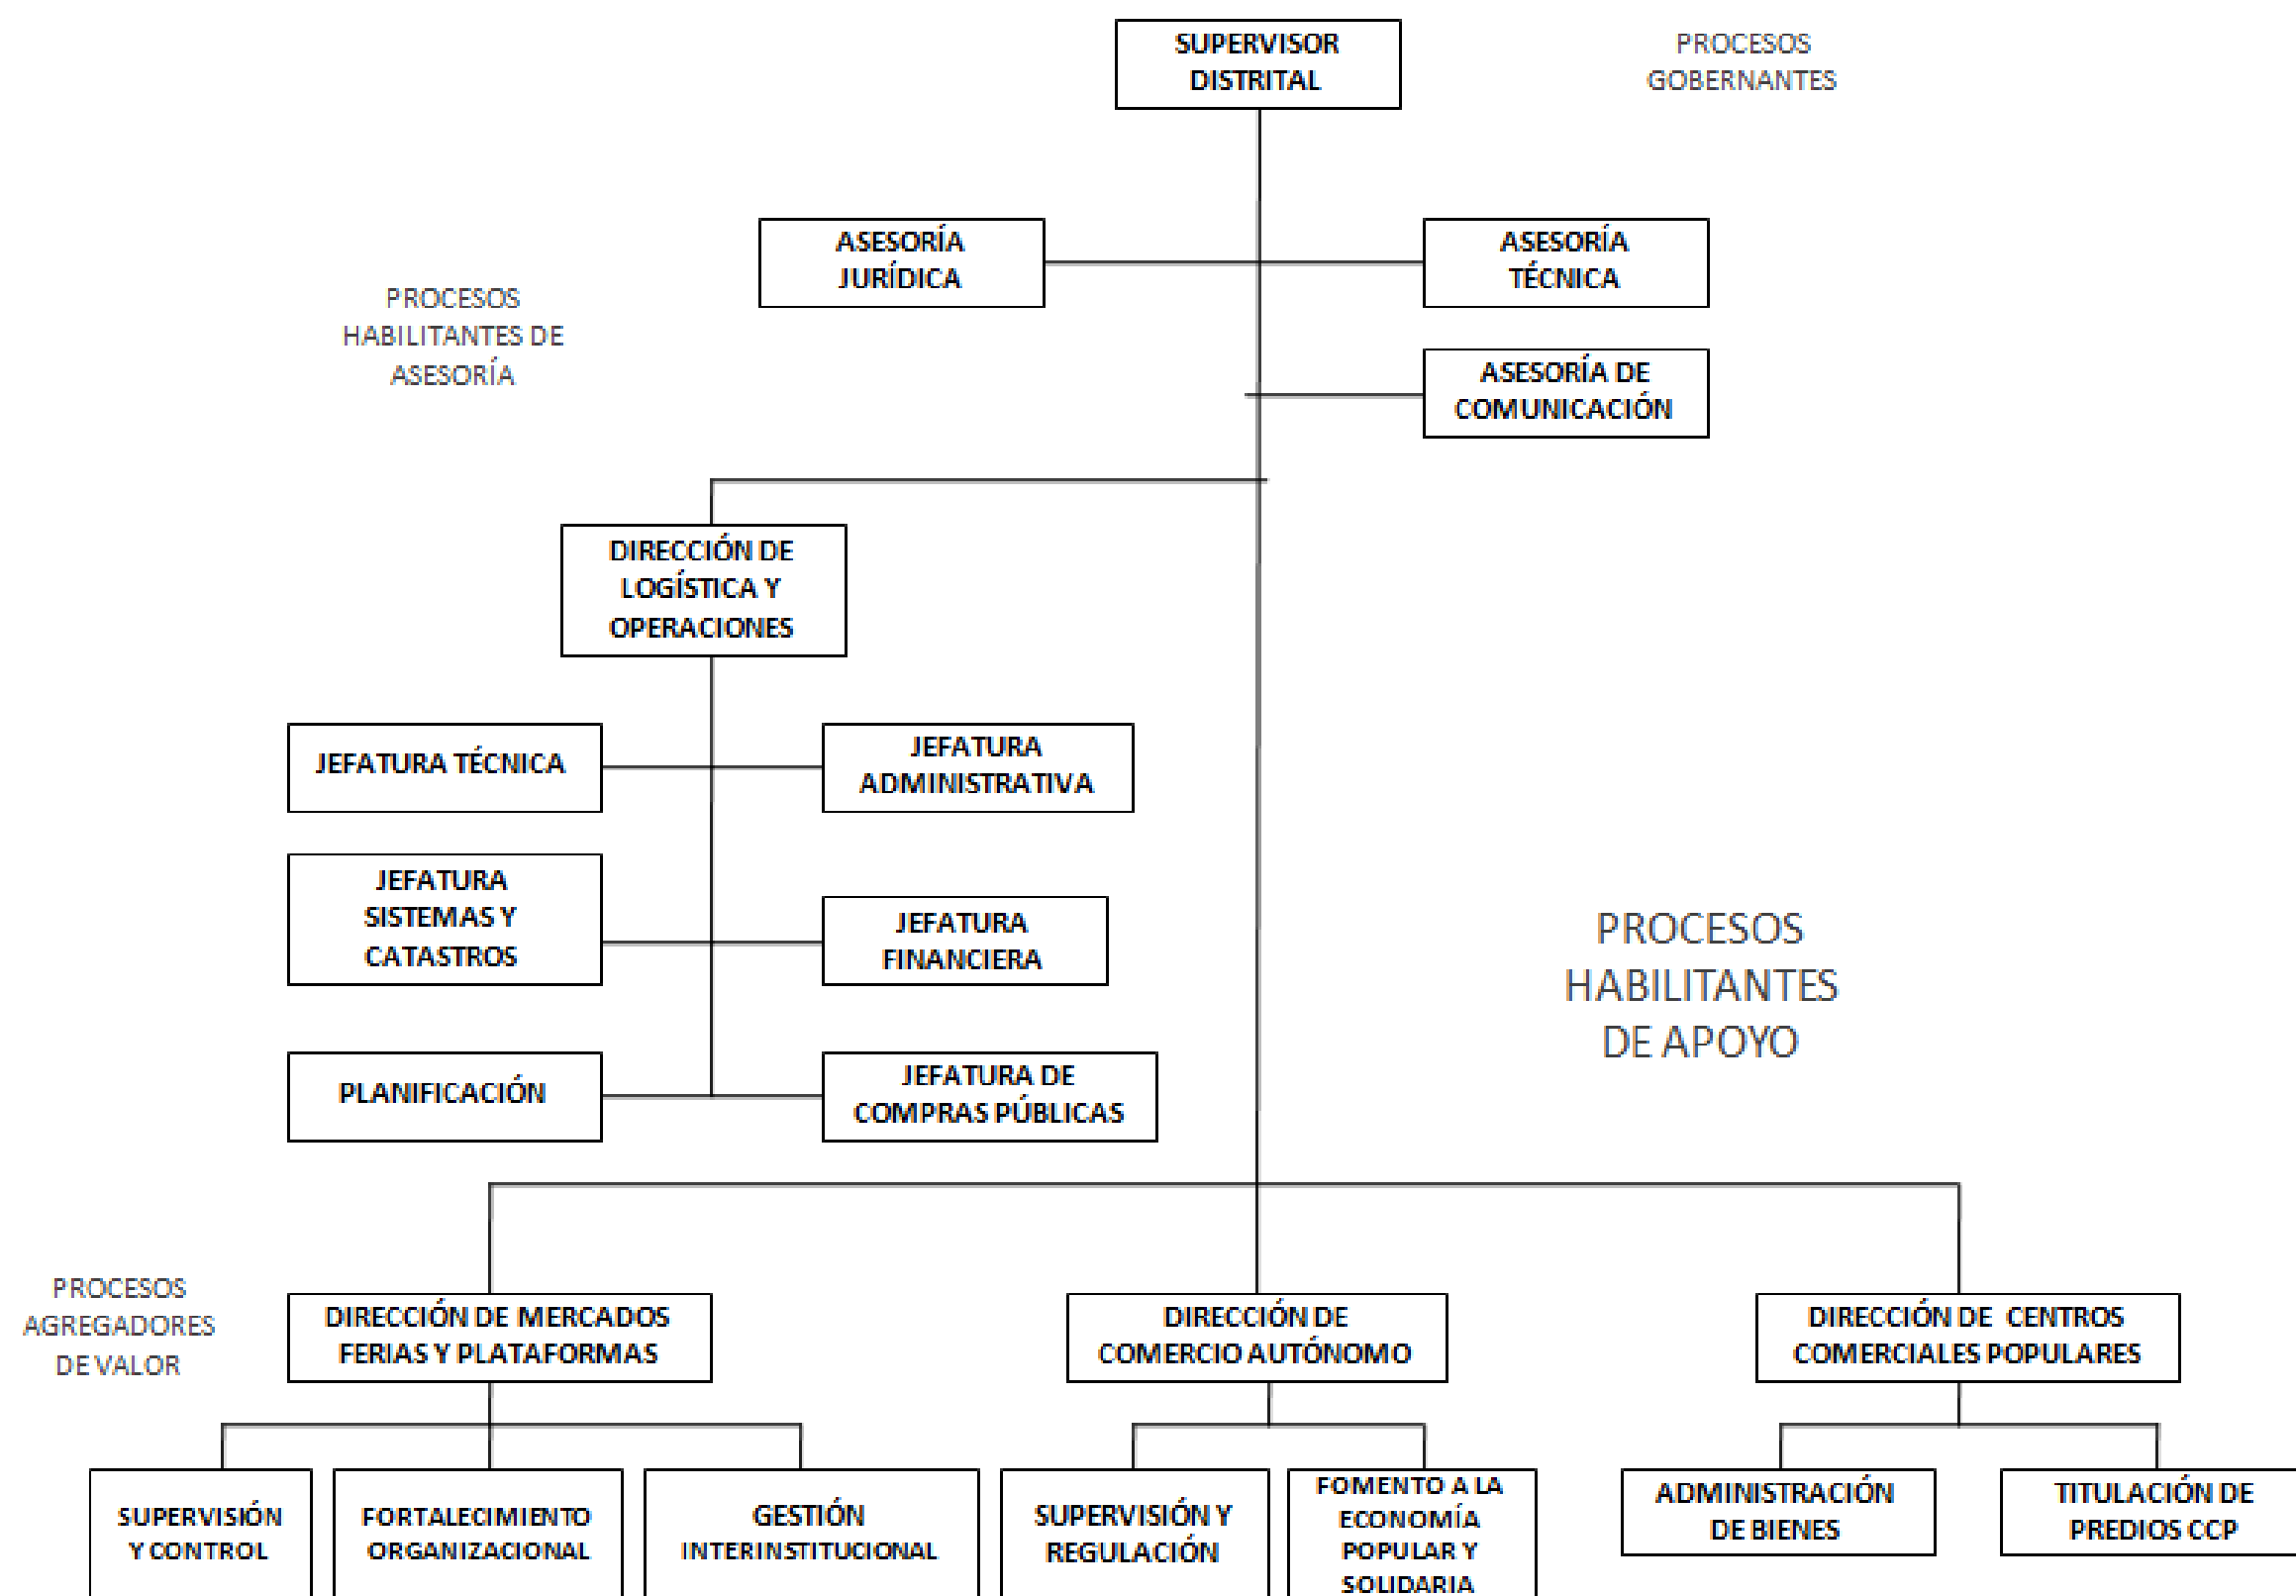 SUPERVISOR
DISTRITAL
PROCESOS
GOBERNANTES
ASESORÍA
JURÍDICA
ASESORÍA
TÉCNICA
PROCESOS
HABILITANTES DE
ASESORÍA
ASESORÍA DE
COMUNICACIÓN
DIRECCIÓN DE
LOGÍSTICA Y
OPERACIONES
JEFATURA TÉCNICA
JEFATURA
ADMINISTRATIVA
JEFATURA
SISTEMAS Y
CATASTROS
JEFATURA
FINANCIERA
PROCESOS
HABILITANTES
DE APOYO
PLANIFICACIÓN
JEFATURA DE
COMPRAS PÚBLICAS
PROCESOS
AGREGADORES
DE VALOR
DIRECCIÓN DE MERCADOS
FERIAS Y PLATAFORMAS
DIRECCIÓN DE
COMERCIO AUTÓNOMO
DIRECCIÓN DE CENTROS
COMERCIALES POPULARES
SUPERVISIÓN
Y CONTROL
FORTALECIMIENTO
ORGANIZACIONAL
GESTIÓN
INTERINSTITUCIONAL
SUPERVISIÓN Y
REGULACIÓN
FOMENTO A LA
ECONOMÍA
POPULAR Y
SOLIDARIA
ADMINISTRACIÓN
DE BIENES
TITULACIÓN DE
PREDIOS CCP